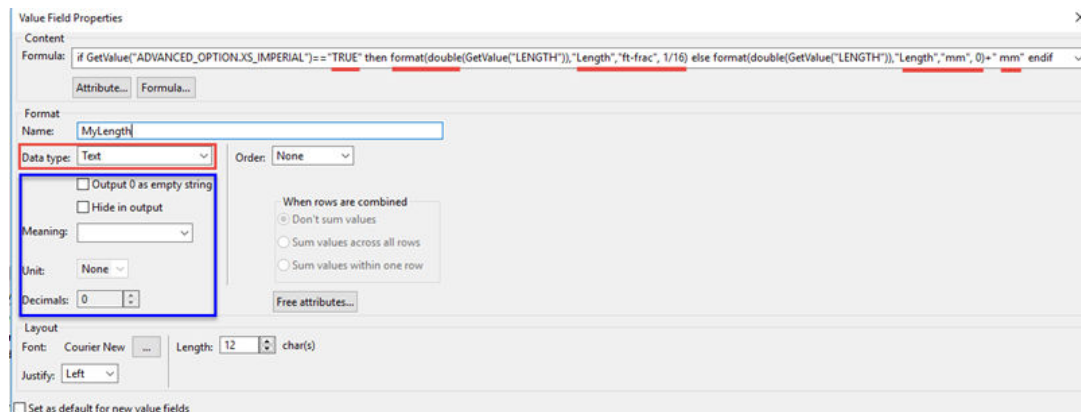 Value Field Properties
Content
Formula: if GetValue("ADVANCED_OPTION.XS_IMPERIAL")=="TRUE" then format(double(GetValue("LENGTH")),"Length","ft-frac", 1/16) else format(double(GetValue("LENGTH")),"Length","mm", 0)+" mm" endif
Attribute... Formula...
Format
Name: MyLength
Data type: Text Order: None
Output 0 as empty string
When rows are combined
Hide in output
Don't sum values
Meaning:
Sum values across all rows
Unit: None
Sum values within one row
Decimals: 0
Free attributes...
Layout
Font: Courier New ... Length: 12 char(s)
Justify: Left
Set as default for new value fields